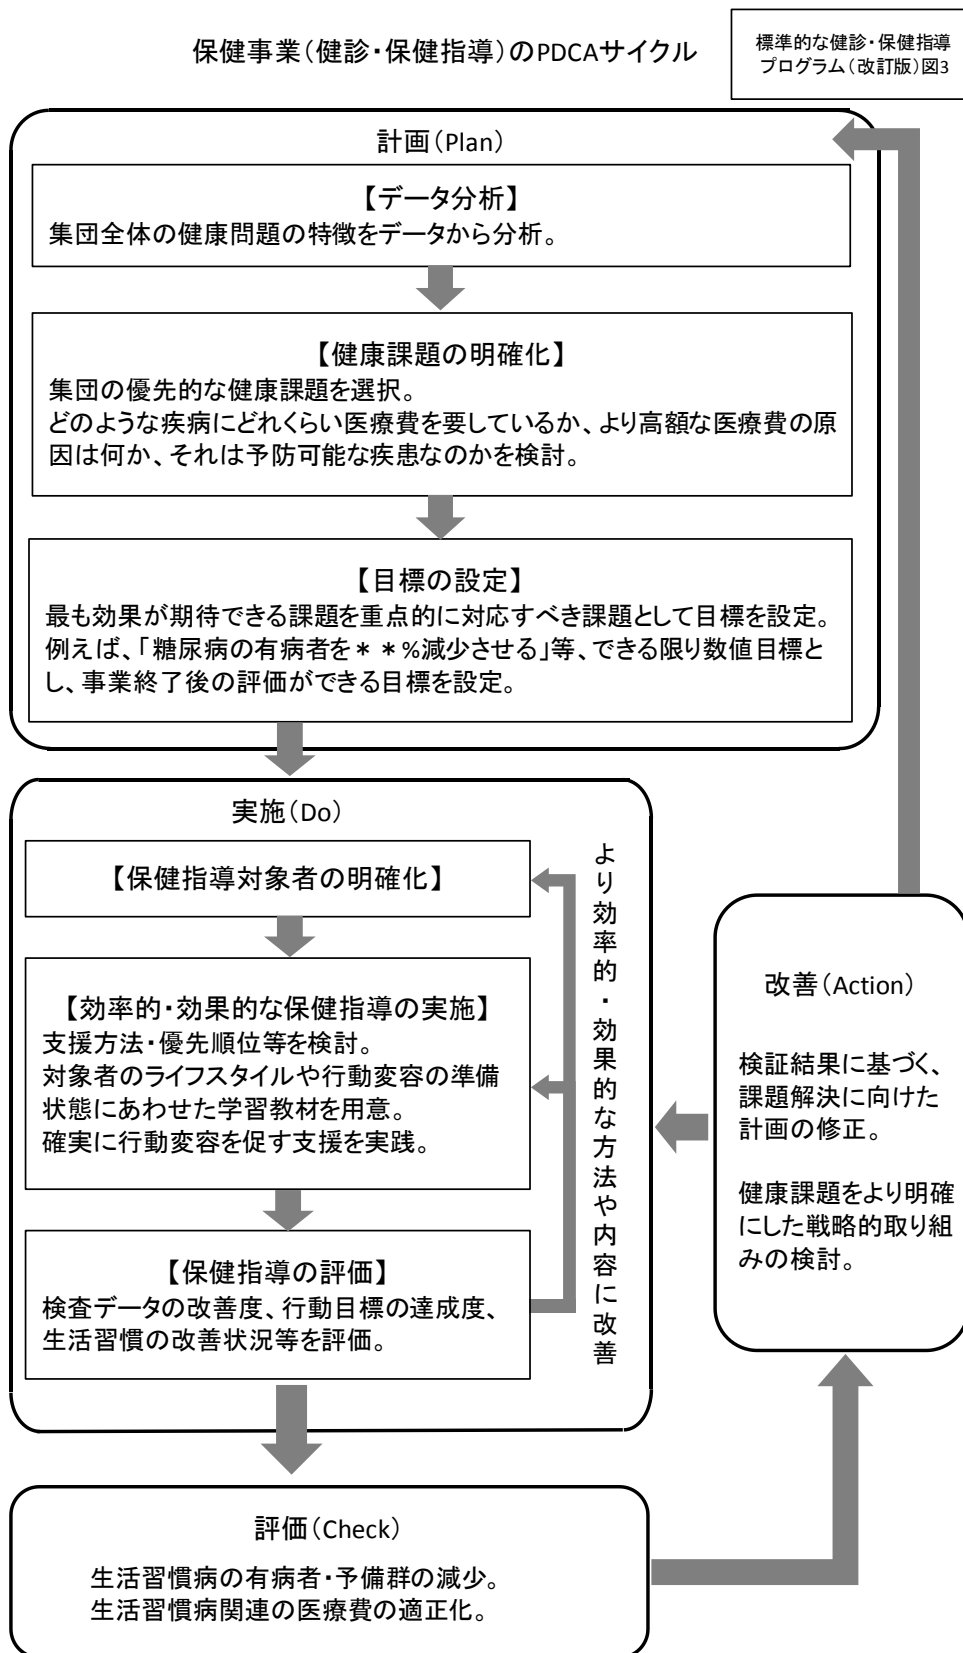 保健事業(健診・保健指導)のPDCAサイクル
標準的な健診・保健指導
プログラム(改訂版)図3
計画(Plan)
【データ分析】
集団全体の健康問題の特徴をデータから分析。
【健康課題の明確化】
集団の優先的な健康課題を選択。
どのような疾病にどれくらい医療費を要しているか、より高額な医療費の原
因は何か、それは予防可能な疾患なのかを検討。
【目標の設定】
最も効果が期待できる課題を重点的に対応すべき課題として目標を設定。
例えば、「糖尿病の有病者を＊＊%減少させる」等、できる限り数値目標と
し、事業終了後の評価ができる目標を設定。
実施(Do)
【保健指導対象者の明確化】
【効率的・効果的な保健指導の実施】
支援方法・優先順位等を検討。
対象者のライフスタイルや行動変容の準備
状態にあわせた学習教材を用意。
確実に行動変容を促す支援を実践。
【保健指導の評価】
検査データの改善度、行動目標の達成度、
生活習慣の改善状況等を評価。
より効率的・効果的な方法や内容に改善
改善(Action)
検証結果に基づく、
課題解決に向けた
計画の修正。
健康課題をより明確
にした戦略的取り組
みの検討。
評価(Check)
生活習慣病の有病者・予備群の減少。
生活習慣病関連の医療費の適正化。